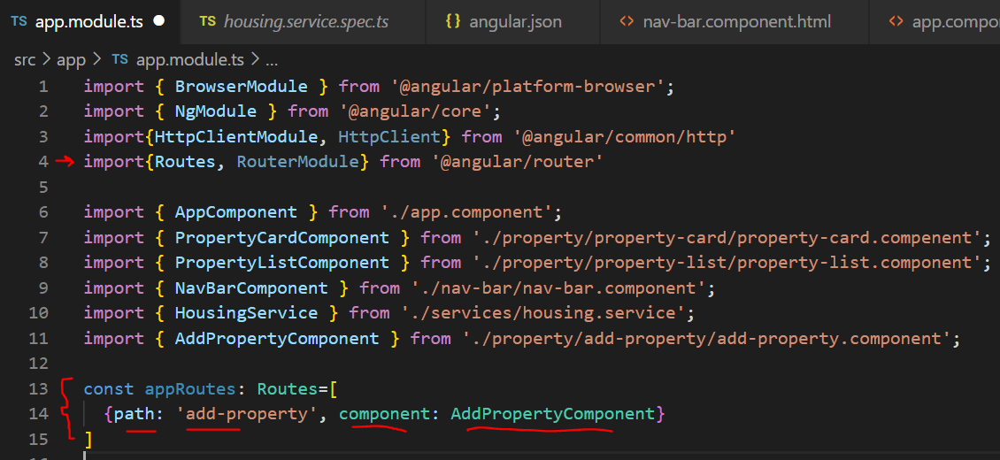 TS app.module.ts TS housing.service.spec.ts {} angular.json <> nav-bar.component.html <> app.compo
src > app > TS app.module.ts > ...
1 import { BrowserModule } from '@angular/platform-browser';
2 import { NgModule } from '@angular/core';
3 import{HttpClientModule, HttpClient} from '@angular/common/http'
4 import{Routes, RouterModule} from '@angular/router'
5
6 import { AppComponent } from './app.component';
7 import { PropertyCardComponent } from './property/property-card/property-card.compenent';
8 import { PropertyListComponent } from './property/property-list/property-list.component';
9 import { NavBarComponent } from './nav-bar/nav-bar.component';
10 import { HousingService } from './services/housing.service';
11 import { AddPropertyComponent } from './property/add-property/add-property.component';
12
13 const appRoutes: Routes=[
14 {path: 'add-property', component: AddPropertyComponent}
15 ]